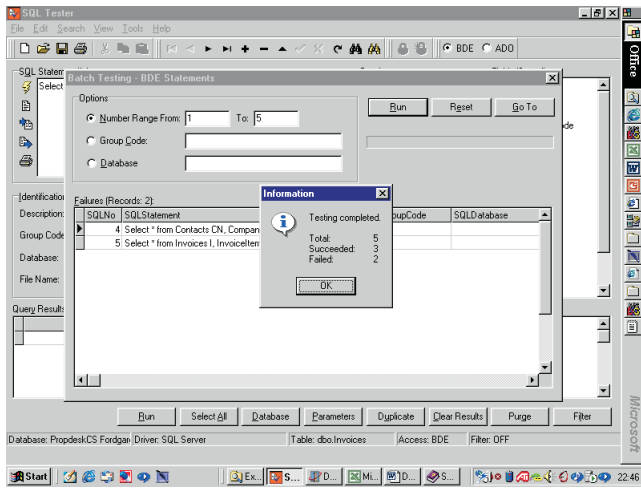 SQL Tester
File Edit Search View Tools Help
BDE ADO
SQL Statem
Select
Batch Testing - BDE Statements
Options
Number Range From: 1 To: 5
Group Code:
Database
Run Reset Go To
Identification
Description:
Group Code
Database:
File Name:
Query Results
Failures (Records: 2):
SQLNo SQLStatement oupCode SQLDatabase
4 Select * from Contacts CN, Compan
5 Select * from Invoices I, InvoiceIten
Information
Testing completed.
Total: 5
Succeeded: 3
Failed: 2
OK
Run Select All Database Parameters Duplicate Clear Results Purge Filter
Database: PropdeskCS Fordgar Driver: SQL Server Table: dbo.Invoices Access: BDE Filter: OFF
Start Ex... S... D... Mi... D... S... 22:46
Office
Microsoft